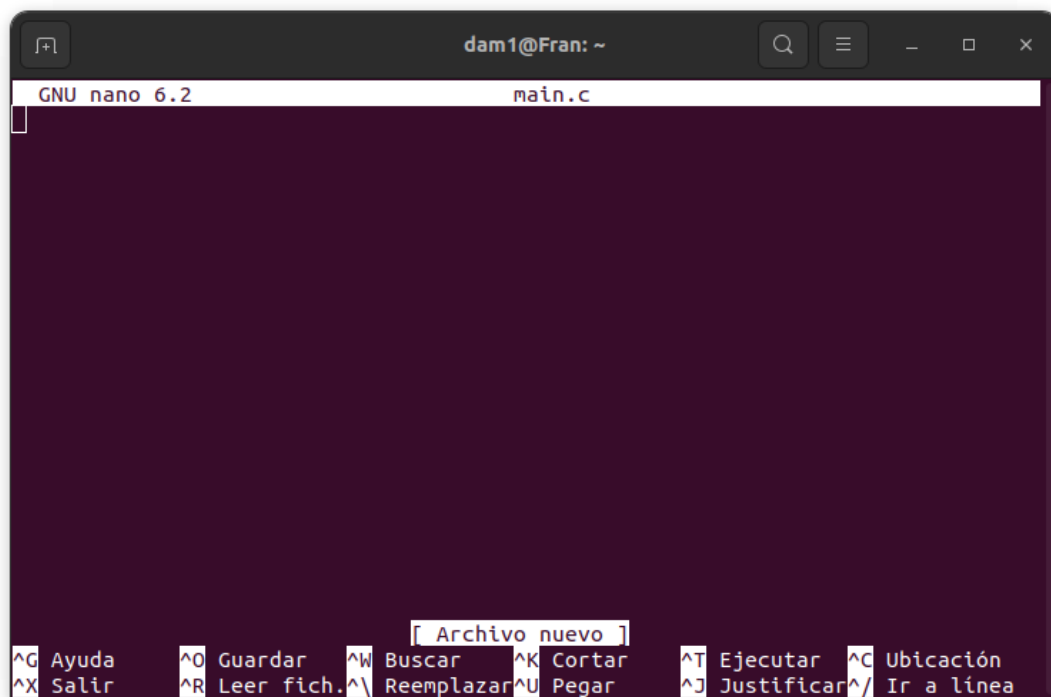 dam1@Fran: ~
GNU nano 6.2 main.c
[ Archivo nuevo ]
^G Ayuda ^O Guardar ^W Buscar ^K Cortar ^T Ejecutar ^C Ubicación
^X Salir ^R Leer fich. ^\ Reemplazar ^U Pegar ^J Justificar ^/ Ir a línea